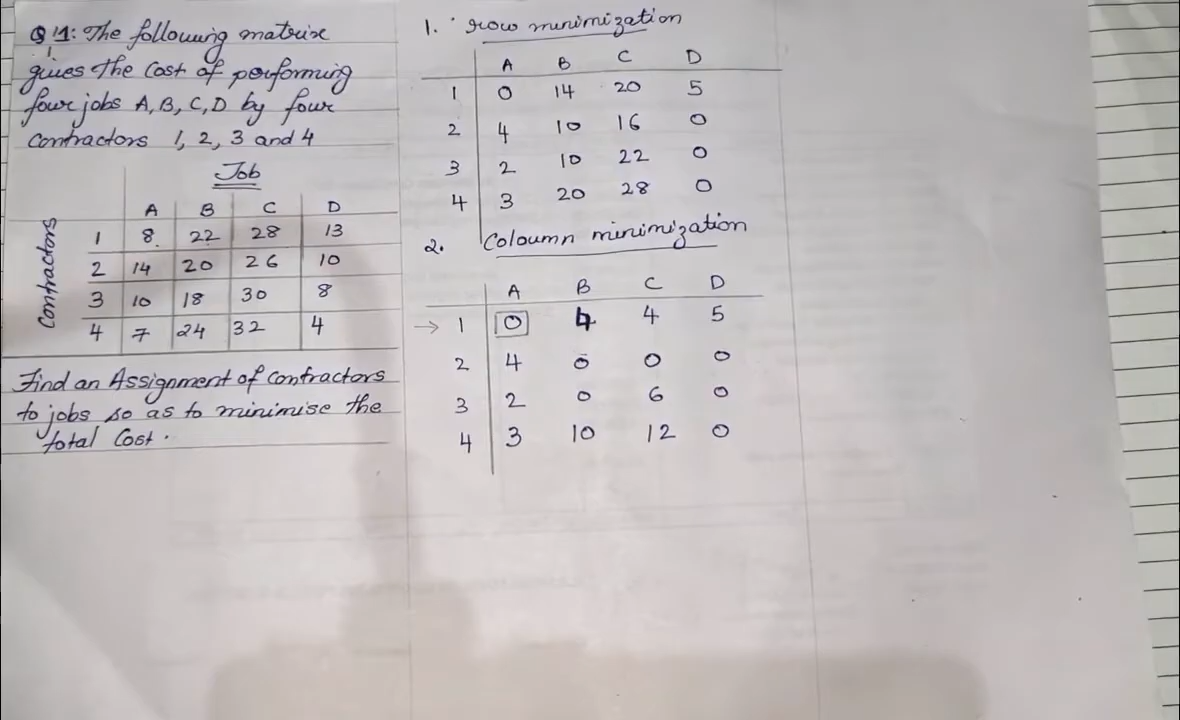 Q 1: The following matrix
gives the Cost of performing
four jobs A, B, C, D by four
Contractors 1, 2, 3 and 4
Job
A B C D
Contractors
1 8 22 28 13
2 14 20 26 10
3 10 18 30 8
4 7 24 32 4
Find an Assignment of Contractors
to jobs so as to minimise the
total Cost.
1. row minimization
A B C D
1 0 14 20 5
2 4 10 16 0
3 2 10 22 0
4 3 20 28 0
2. Coloumn minimization
A B C D
→ 1 0 4 4 5
2 4 0 0 0
3 2 0 6 0
4 3 10 12 0